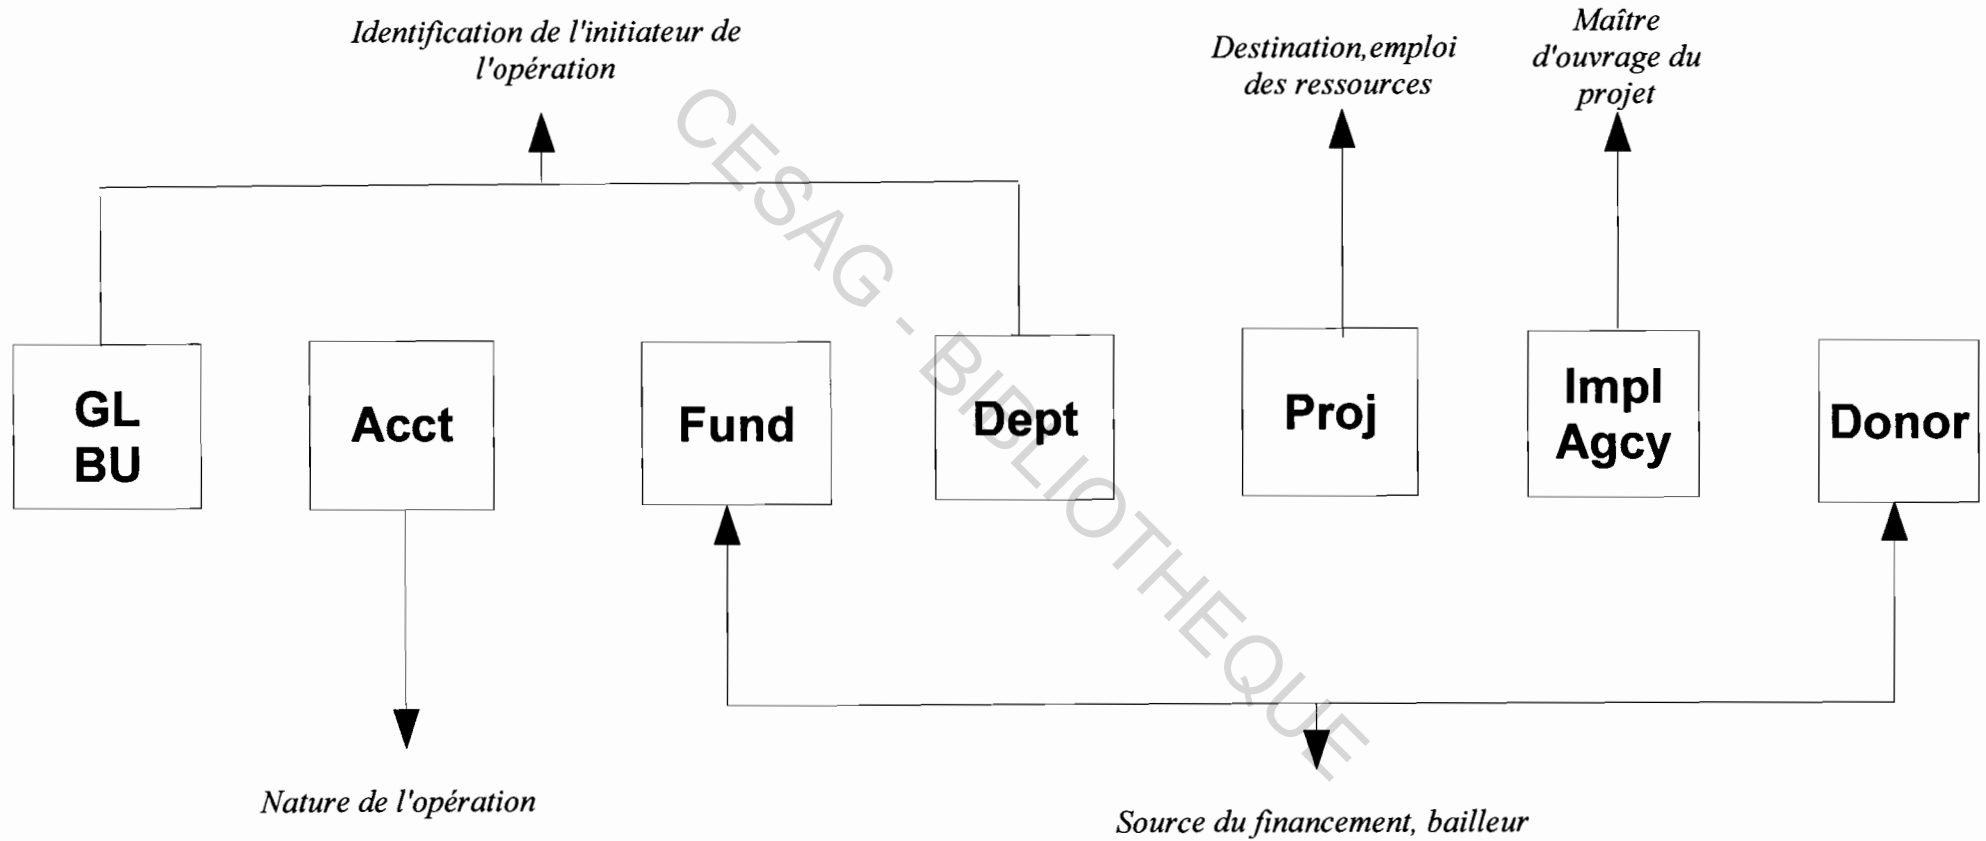 Identification de l'initiateur de
l'opération
Destination,emploi
des ressources
Maître
d'ouvrage du
projet
GL
BU
Acct
Fund
Dept
Proj
Impl
Agcy
Donor
Nature de l'opération
Source du financement, bailleur
CESAG - BIBLIOTHEQUE